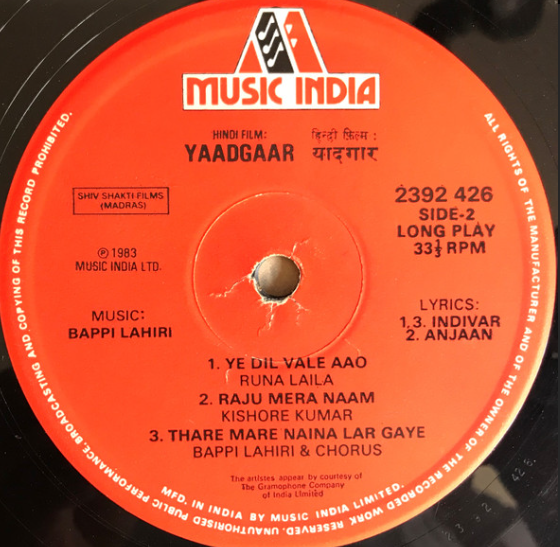 MUSIC INDIA
HINDI FILM:
YAADGAAR
हिन्दी फ़िल्म :
यादगार
SHIV SHAKTI FILMS
(MADRAS)
℗ 1983
MUSIC INDIA LTD.
2392 426
SIDE-2
LONG PLAY
33⅓ RPM
MUSIC:
BAPPI LAHIRI
LYRICS:
1,3. INDIVAR
2. ANJAAN
1. YE DIL VALE AAO
RUNA LAILA
2. RAJU MERA NAAM
KISHORE KUMAR
3. THARE MARE NAINA LAR GAYE
BAPPI LAHIRI & CHORUS
The artistes appear by courtesy of
The Gramophone Company
of India Limited
MFD. IN INDIA BY MUSIC INDIA LIMITED.
ALL RIGHTS OF THE MANUFACTURER AND OF THE OWNER OF THE RECORDED WORK RESERVED. UNAUTHORISED PUBLIC PERFORMANCE, BROADCASTING AND COPYING OF THIS RECORD PROHIBITED.